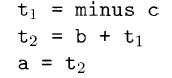 t₁ = minus c
t₂ = b + t₁
a = t₂